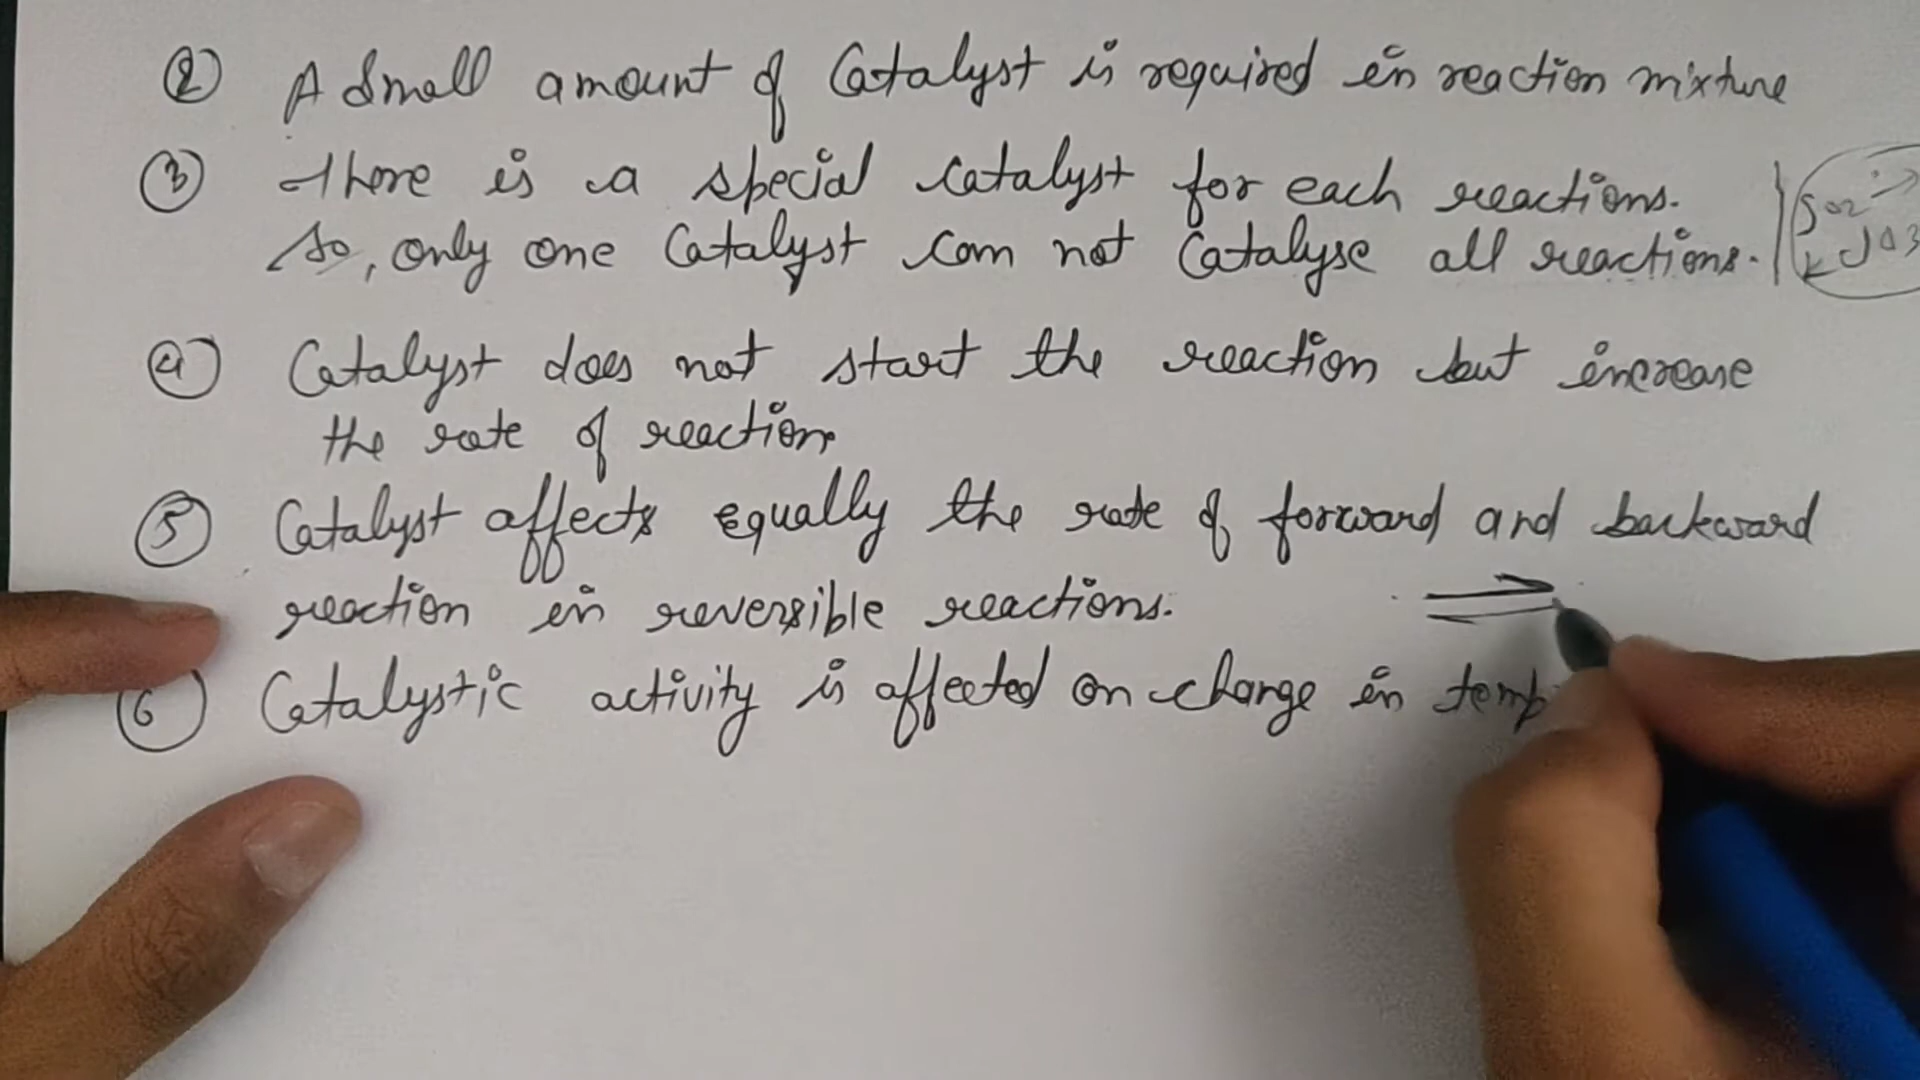 ② A small amount of Catalyst is required in reaction mixture
③ There is a special catalyst for each reactions.
So, only one Catalyst can not Catalyse all reactions.
④ Catalyst does not start the reaction but increase
the rate of reaction.
⑤ Catalyst affects equally the rate of forward and backward
reaction in reversible reactions.
⑥ Catalystic activity is affected on change in temp